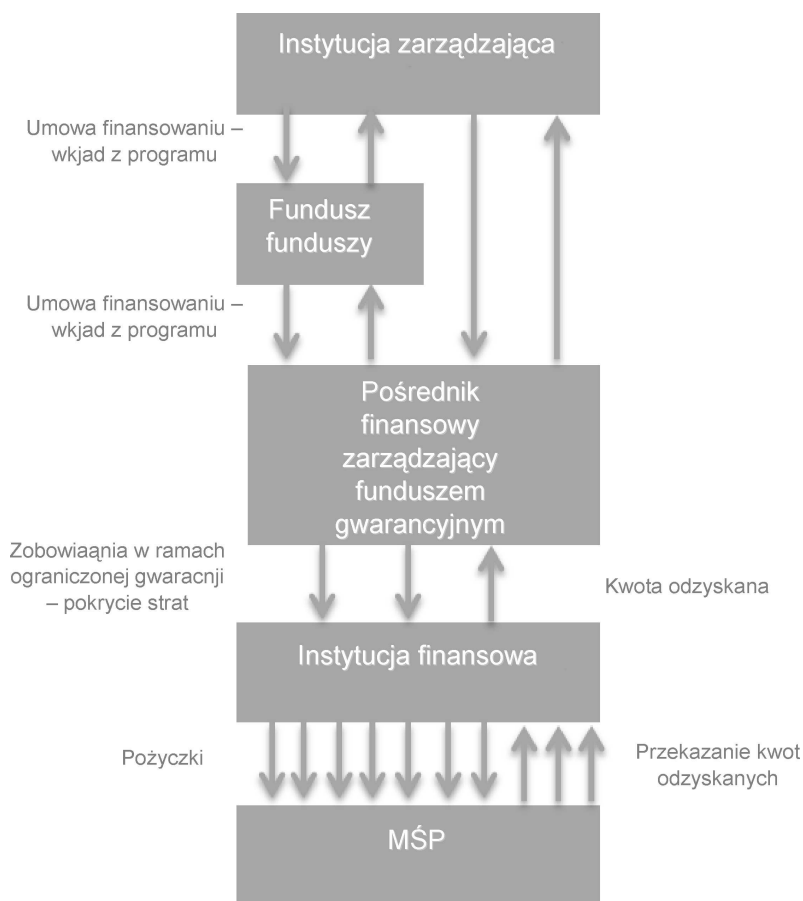 Instytucja zarządzająca
Umowa finansowaniu –
wkjad z programu
Fundusz
funduszy
Umowa finansowaniu –
wkjad z programu
Pośrednik
finansowy
zarządzający
funduszem
gwarancyjnym
Zobowiaąnia w ramach
ograniczonej gwaracnji
– pokrycie strat
Kwota odzyskana
Instytucja finansowa
Pożyczki
Przekazanie kwot
odzyskanych
MŚP